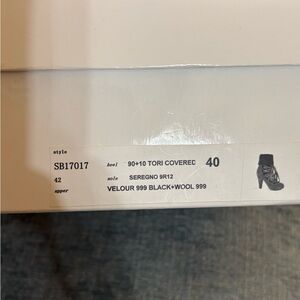 style
SB17017 heel 90+10 TORI COVERED 40
42 sole SEREGNO 9R12
upper VELOUR 999 BLACK+WOOL 999